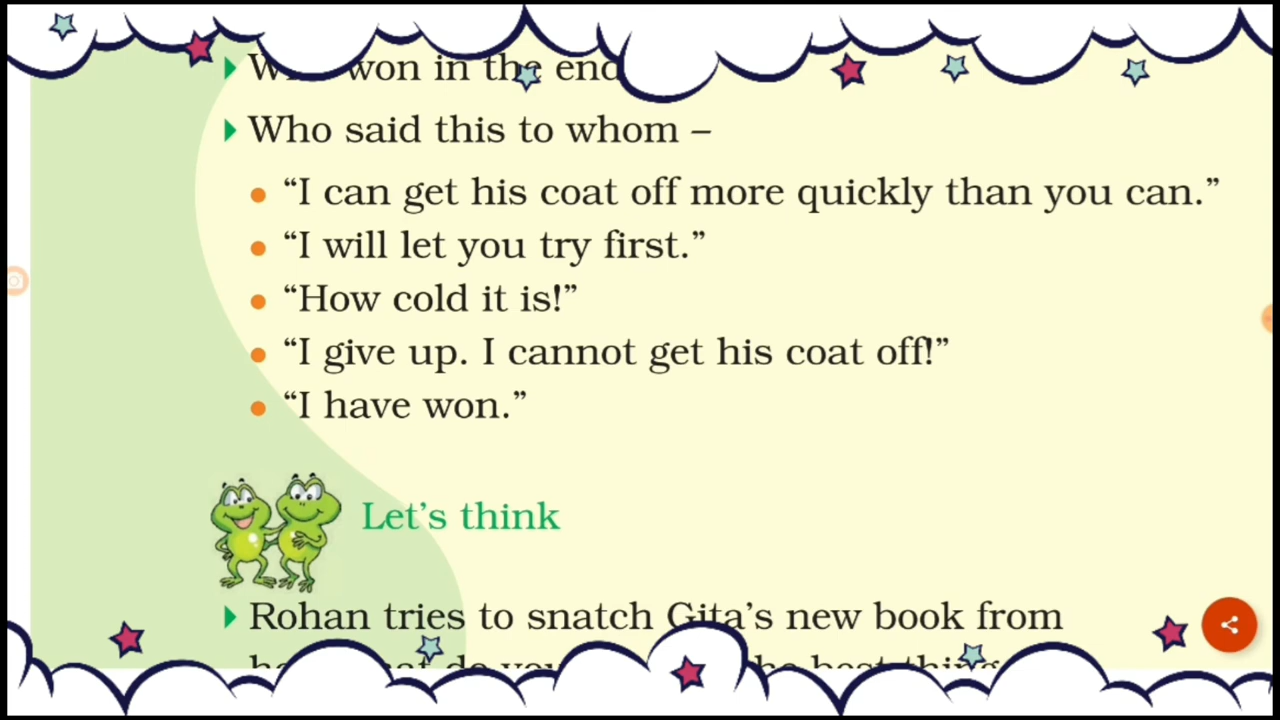 won in the end
Who said this to whom –
“I can get his coat off more quickly than you can.”
“I will let you try first.”
“How cold it is!”
“I give up. I cannot get his coat off!”
“I have won.”
Let’s think
Rohan tries to snatch Gita’s new book from
do best